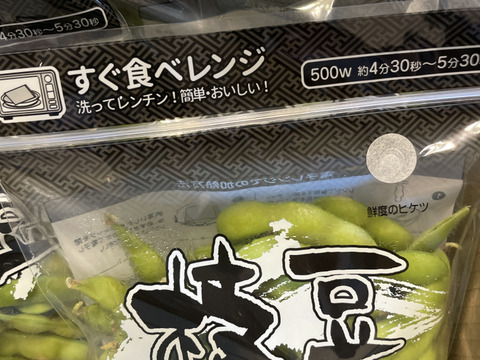 4分30秒〜5分30秒
すぐ食べレンジ
洗ってレンチン!簡単・おいしい!
500W 約4分30秒〜5分30
鮮度のヒケツ
枝豆